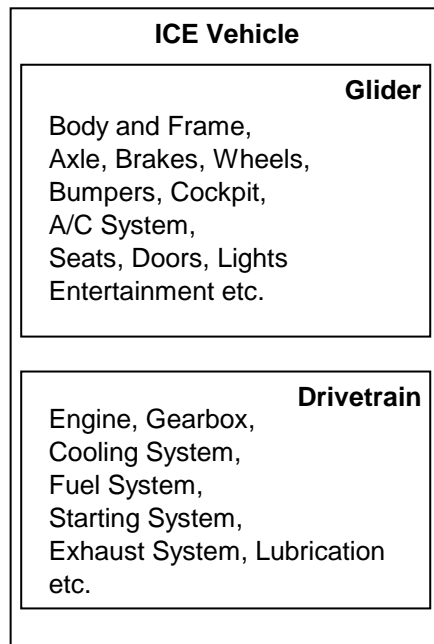 ICE Vehicle
Glider
Body and Frame,
Axle, Brakes, Wheels,
Bumpers, Cockpit,
A/C System,
Seats, Doors, Lights
Entertainment etc.
Drivetrain
Engine, Gearbox,
Cooling System,
Fuel System,
Starting System,
Exhaust System, Lubrication
etc.